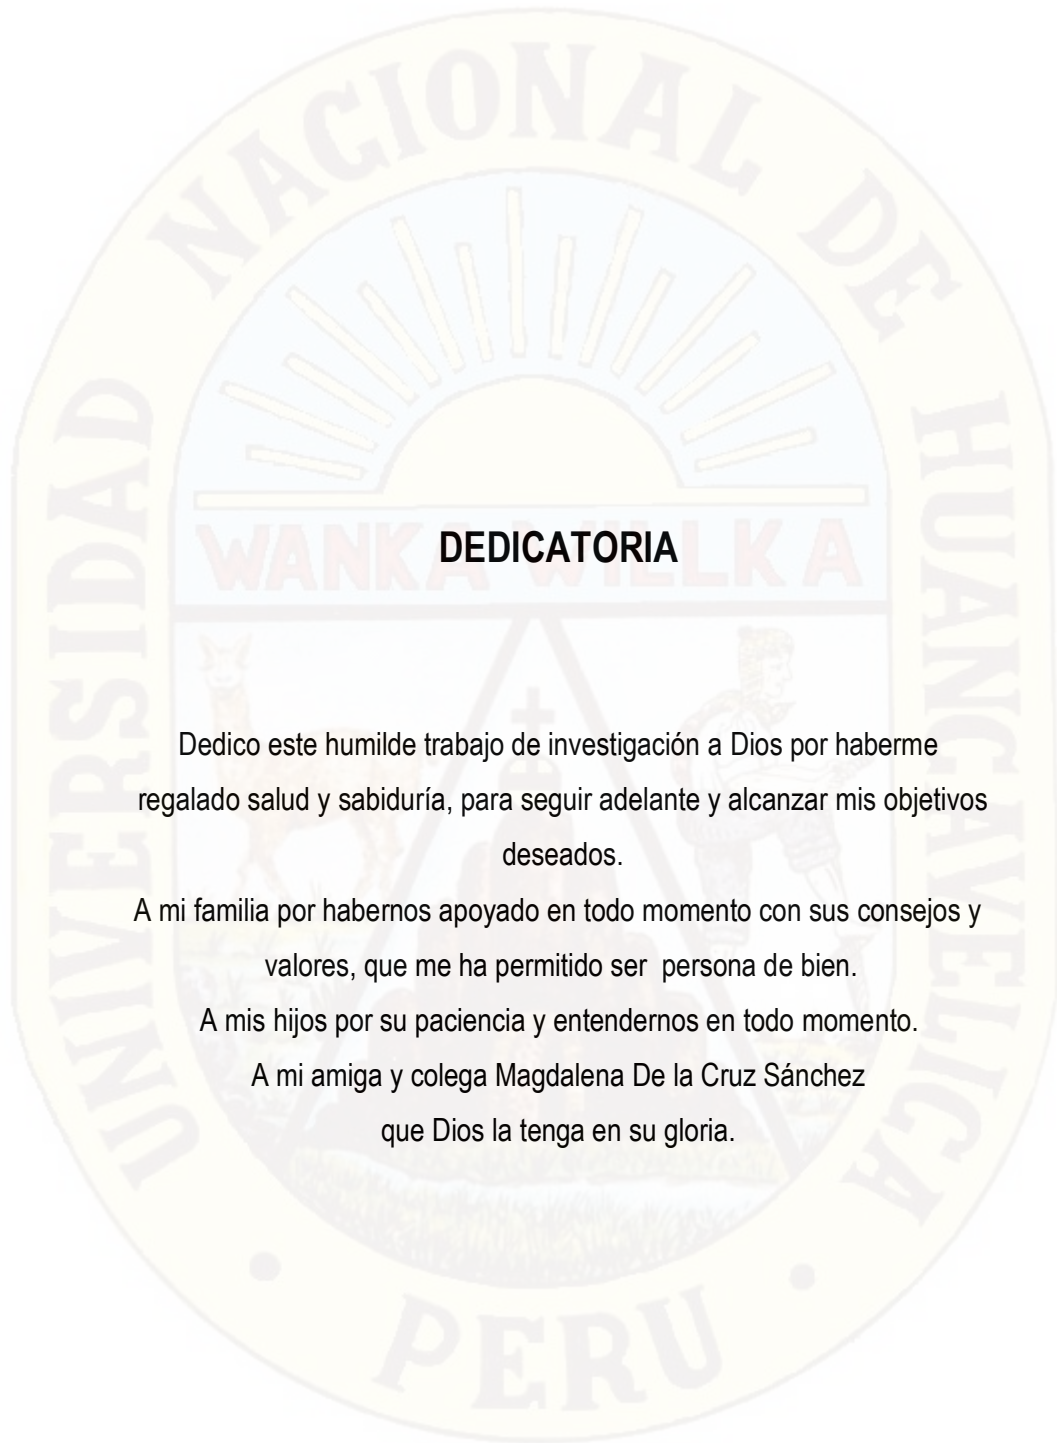 UNIVERSIDAD NACIONAL DE HUANCAVELICA
WANKA WILLKA
DEDICATORIA
Dedico este humilde trabajo de investigación a Dios por haberme
regalado salud y sabiduría, para seguir adelante y alcanzar mis objetivos
deseados.
A mi familia por habernos apoyado en todo momento con sus consejos y
valores, que me ha permitido ser  persona de bien.
A mis hijos por su paciencia y entendernos en todo momento.
A mi amiga y colega Magdalena De la Cruz Sánchez
que Dios la tenga en su gloria.
PERU